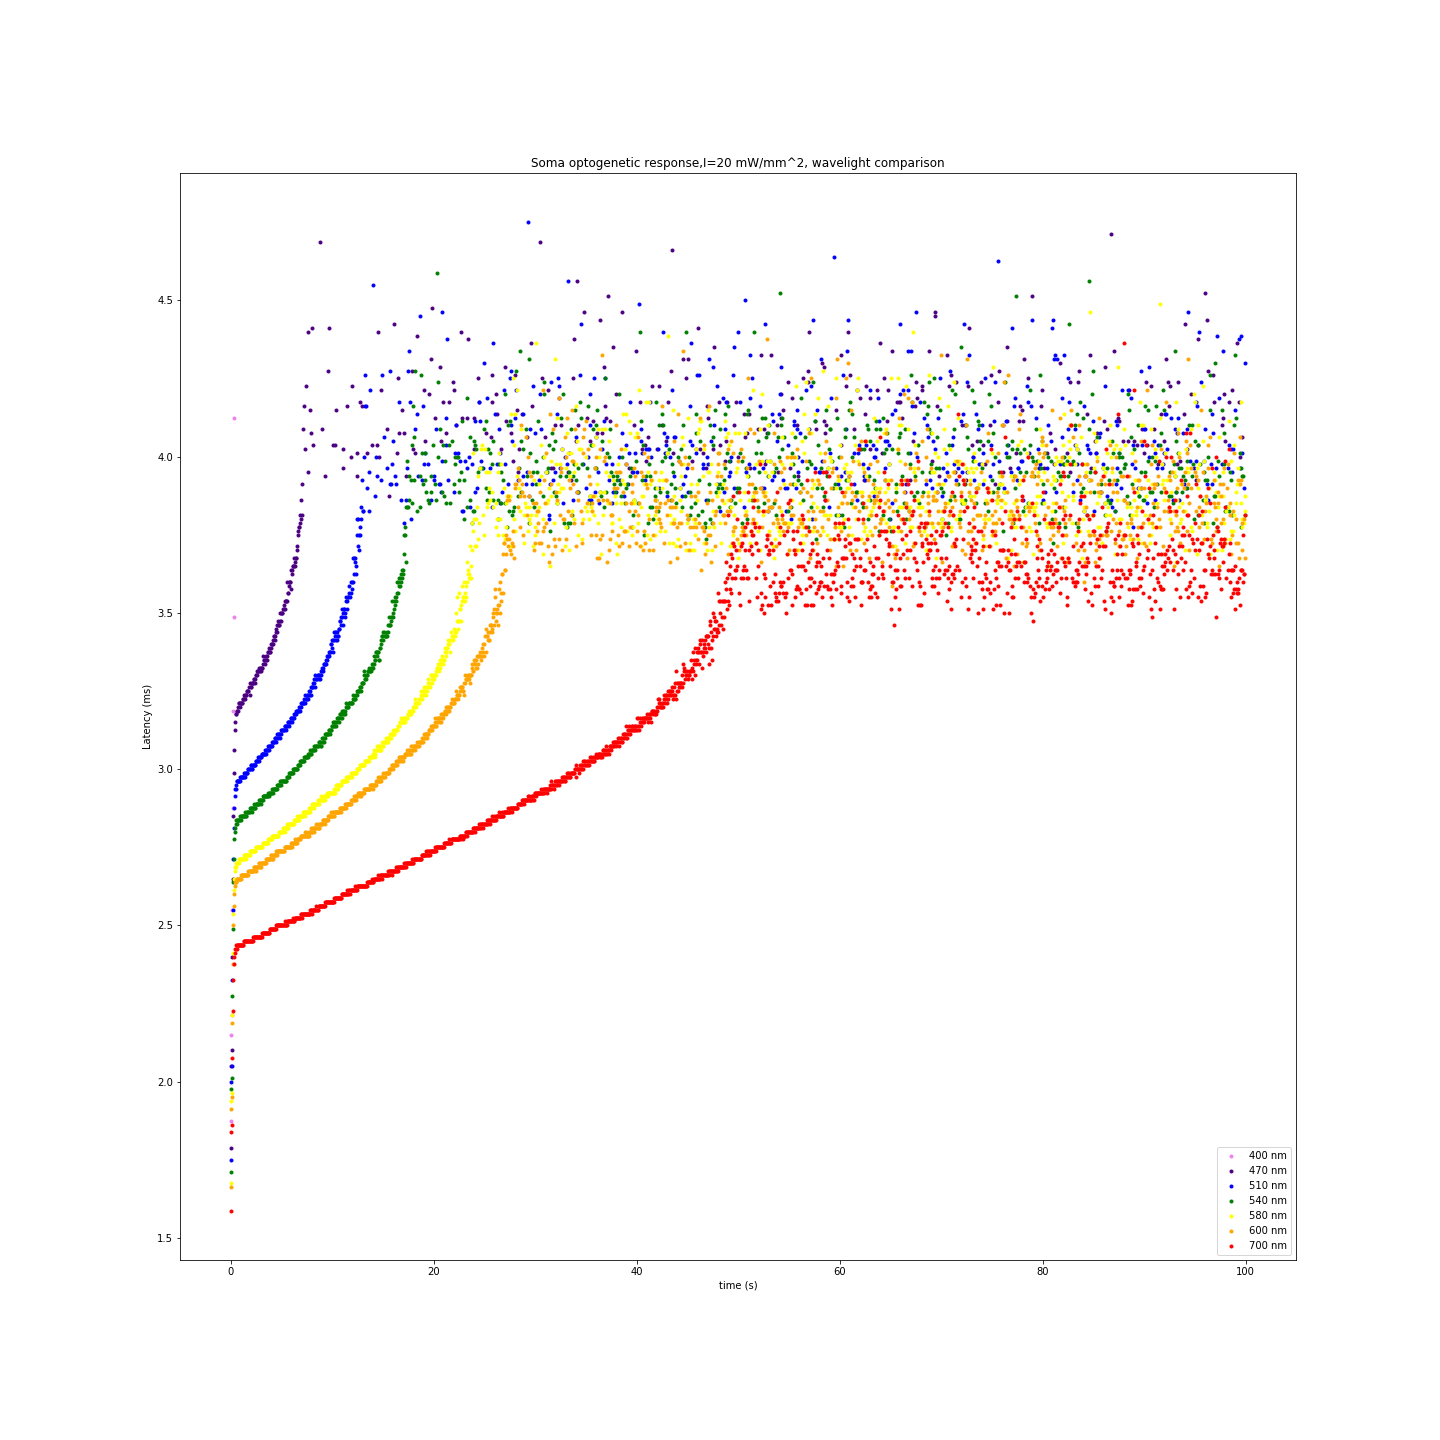 Soma optogenetic response,I=20 mW/mm^2, wavelight comparison
Latency (ms)
4.5
4.0
3.5
3.0
2.5
2.0
1.5
0 20 40 60 80 100
time (s)
400 nm
470 nm
510 nm
540 nm
580 nm
600 nm
700 nm